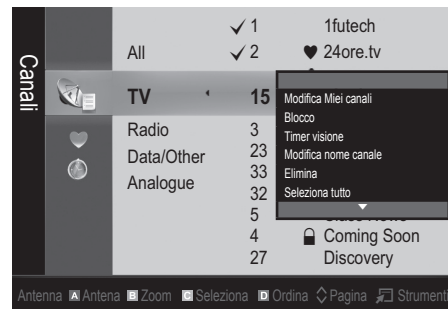 Canali
✓ 1 1futech
All ✓ 2 ♥ 24ore.tv
TV 15
Modifica Miei canali
Blocco
Timer visione
Modifica nome canale
Elimina
Seleziona tutto
Radio 3
Data/Other 23
Analogue 33
32
5
4 Coming Soon
27 Discovery
Antenna A Antena B Zoom C Seleziona D Ordina Pagina Strumenti